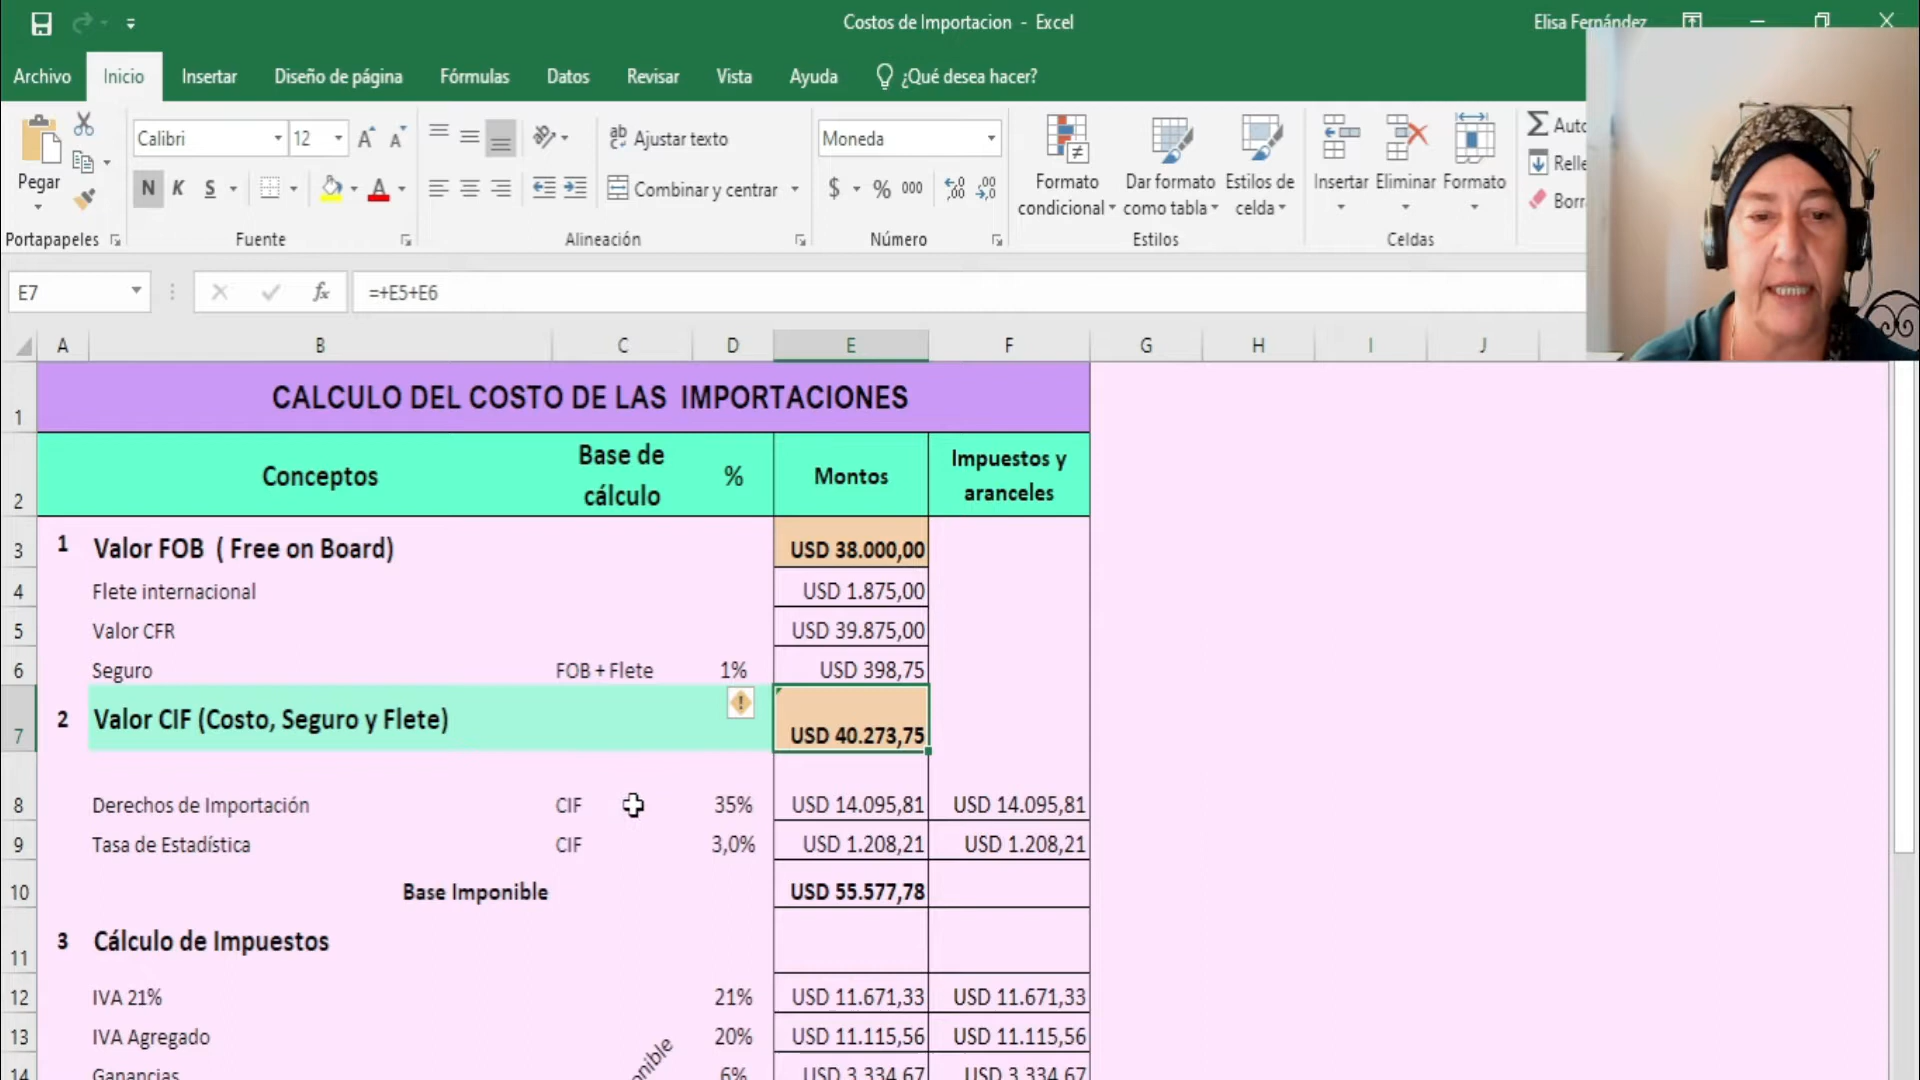 Costos de Importacion - Excel
Elisa Fernández
Archivo Inicio Insertar Diseño de página Fórmulas Datos Revisar Vista Ayuda ¿Qué desea hacer?
Pegar
Calibri 12
N K S
Ajustar texto
Combinar y centrar
Moneda
$ % 000
Formato condicional
Dar formato como tabla
Estilos de celda
Insertar Eliminar Formato
Auto
Relle
Borr
Portapapeles Fuente Alineación Número Estilos Celdas
E7 fx =+E5+E6
A B C D E F G H I J
1 CALCULO DEL COSTO DE LAS IMPORTACIONES
2 Conceptos Base de cálculo % Montos Impuestos y aranceles
3 1 Valor FOB ( Free on Board) USD 38.000,00
4 Flete internacional USD 1.875,00
5 Valor CFR USD 39.875,00
6 Seguro FOB + Flete 1% USD 398,75
7 2 Valor CIF (Costo, Seguro y Flete) USD 40.273,75
8 Derechos de Importación CIF 35% USD 14.095,81 USD 14.095,81
9 Tasa de Estadística CIF 3,0% USD 1.208,21 USD 1.208,21
10 Base Imponible USD 55.577,78
11 3 Cálculo de Impuestos
12 IVA 21% 21% USD 11.671,33 USD 11.671,33
13 IVA Agregado 20% USD 11.115,56 USD 11.115,56
14 Ganancias 6% USD 3.334,67 USD 3.334,67